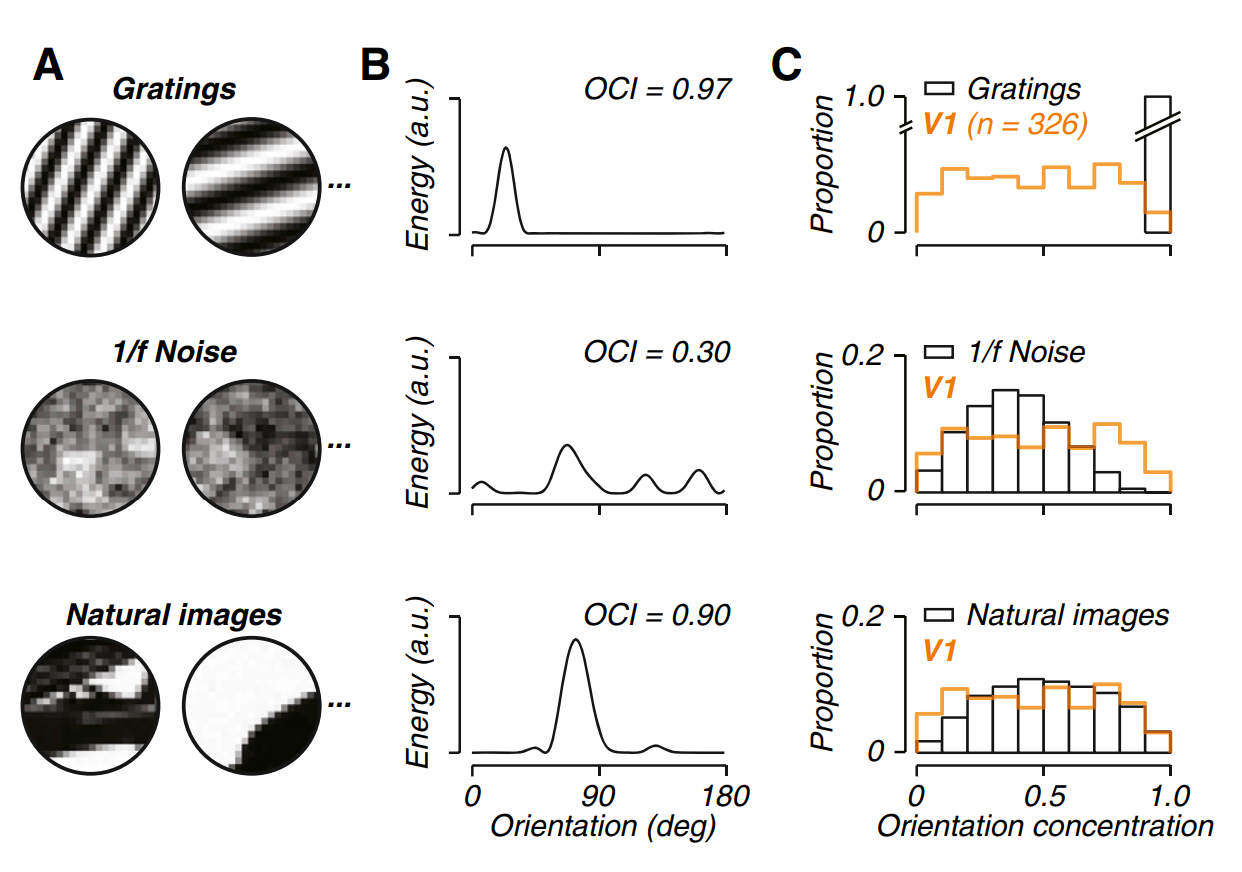 A
Gratings
...
1/f Noise
...
Natural images
...
B
Energy (a.u.)
OCI = 0.97
Energy (a.u.)
OCI = 0.30
Energy (a.u.)
OCI = 0.90
0 90 180
Orientation (deg)
C
Proportion
1.0
0
Gratings
V1 (n = 326)
Proportion
0.2
0
1/f Noise
V1
Proportion
0.2
0
Natural images
V1
0 0.5 1.0
Orientation concentration